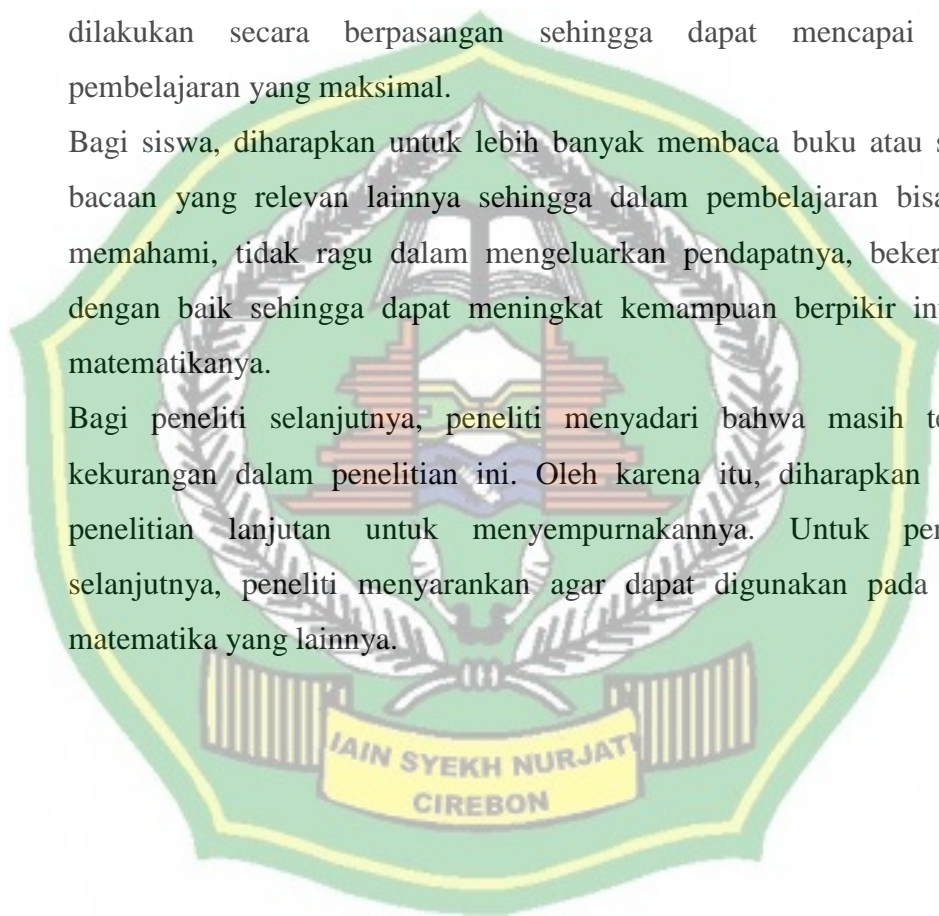 dilakukan secara berpasangan sehingga dapat mencapai
pembelajaran yang maksimal.
Bagi siswa, diharapkan untuk lebih banyak membaca buku atau
bacaan yang relevan lainnya sehingga dalam pembelajaran bisa
memahami, tidak ragu dalam mengeluarkan pendapatnya,
dengan baik sehingga dapat meningkat kemampuan berpikir
matematikanya.
Bagi peneliti selanjutnya, peneliti menyadari bahwa masih
kekurangan dalam penelitian ini. Oleh karena itu, diharapkan
penelitian lanjutan untuk menyempurnakannya. Untuk
selanjutnya, peneliti menyarankan agar dapat digunakan pada
matematika yang lainnya.
IAIN SYEKH NURJATI
CIREBON